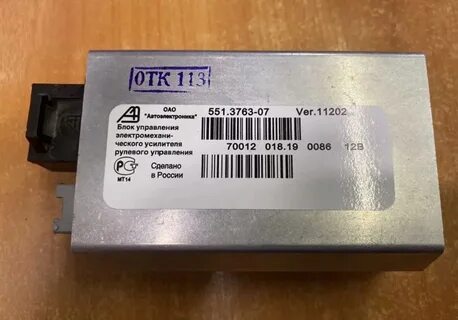 ОТК 113
ОАО
"Автоэлектроника"
551.3763-07 Ver.11202
Блок управления
электромехани-
ческого усилителя
рулевого управления
70012 018.19 0086 12В
РСТ
МТ14
Сделано
в России